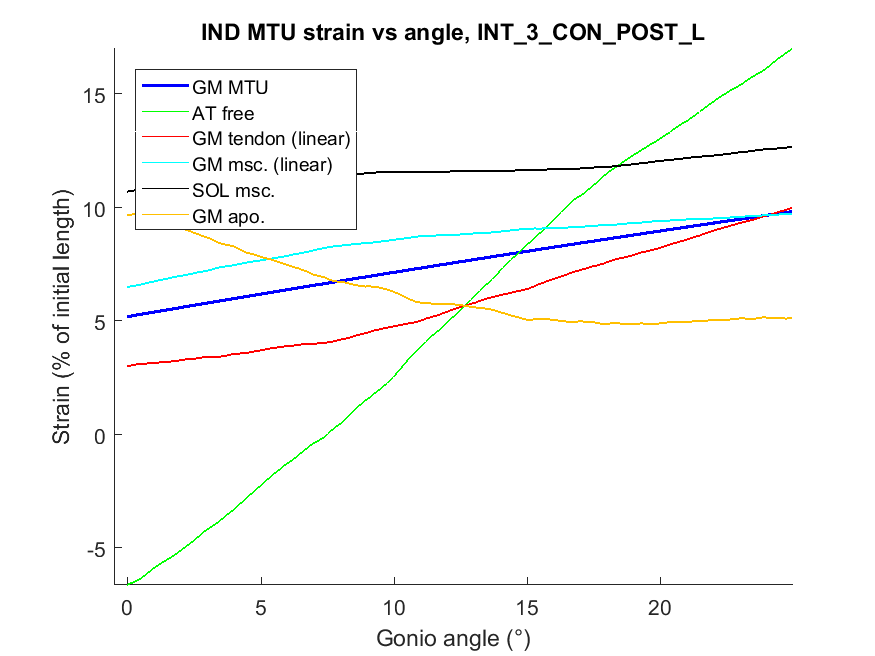 IND MTU strain vs angle, INT_3_CON_POST_L
GM MTU
AT free
GM tendon (linear)
GM msc. (linear)
SOL msc.
GM apo.
15
10
5
0
-5
Strain (% of initial length)
0 5 10 15 20
Gonio angle (°)